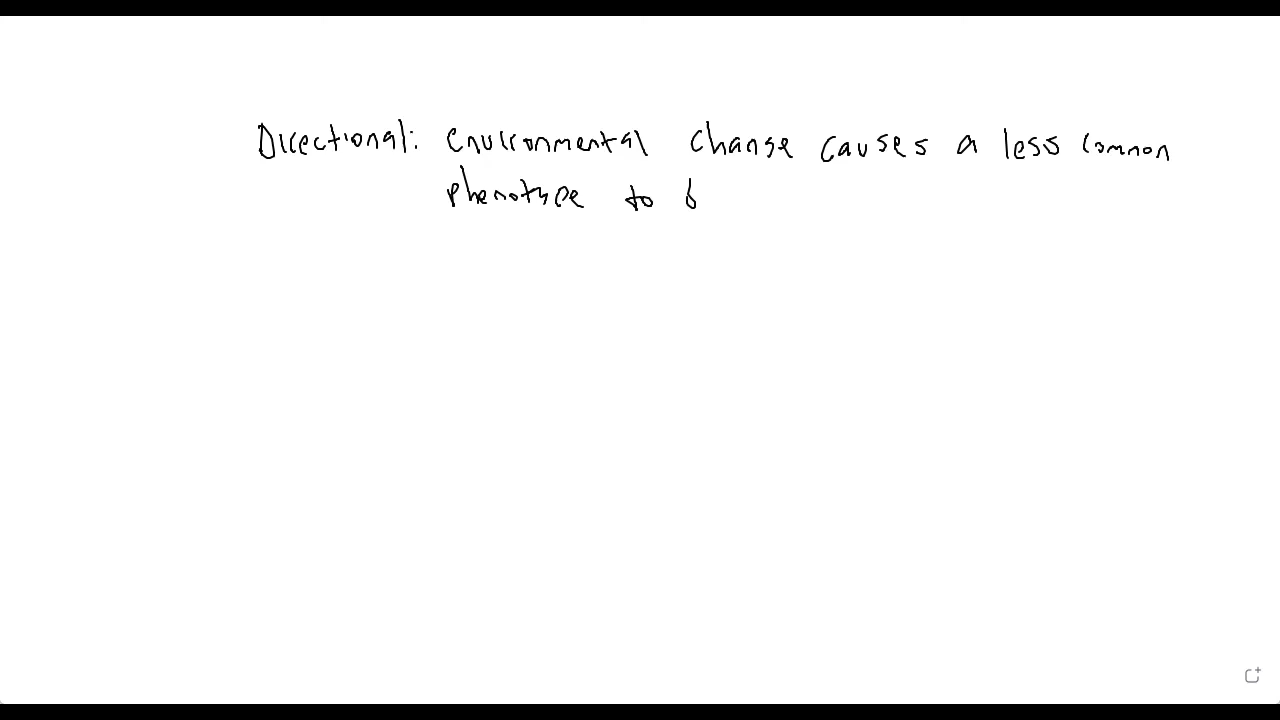 Directional: environmental change causes a less common
phenotype to b